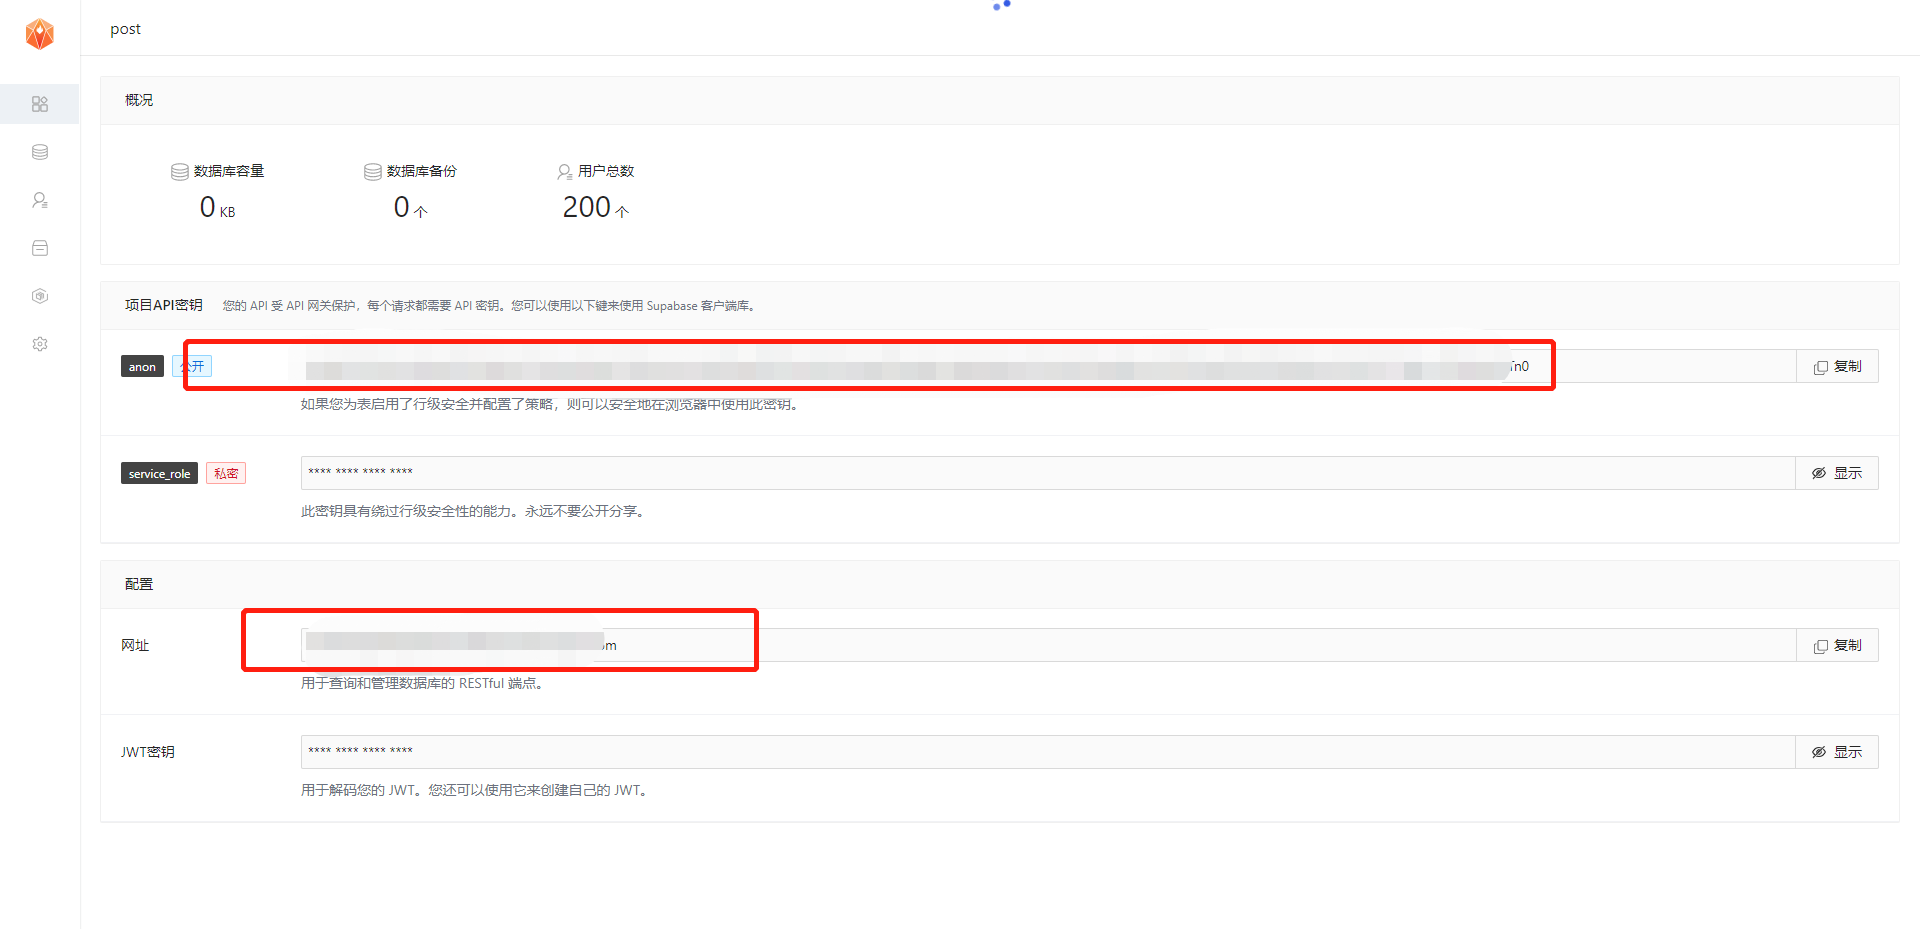 post
概况
数据库容量 数据库备份 用户总数
0 KB 0 个 200 个
项目API密钥 您的 API 受 API 网关保护，每个请求都需要 API 密钥。您可以使用以下键来使用 Supabase 客户端库。
anon 公开 n0 复制
如果您为表启用了行级安全并配置了策略，则可以安全地在浏览器中使用此密钥。
service_role 私密 **** **** **** **** 显示
此密钥具有绕过行级安全性的能力。永远不要公开分享。
配置
网址 m 复制
用于查询和管理数据库的 RESTful 端点。
JWT密钥 **** **** **** **** 显示
用于解码您的 JWT。您还可以使用它来创建自己的 JWT。